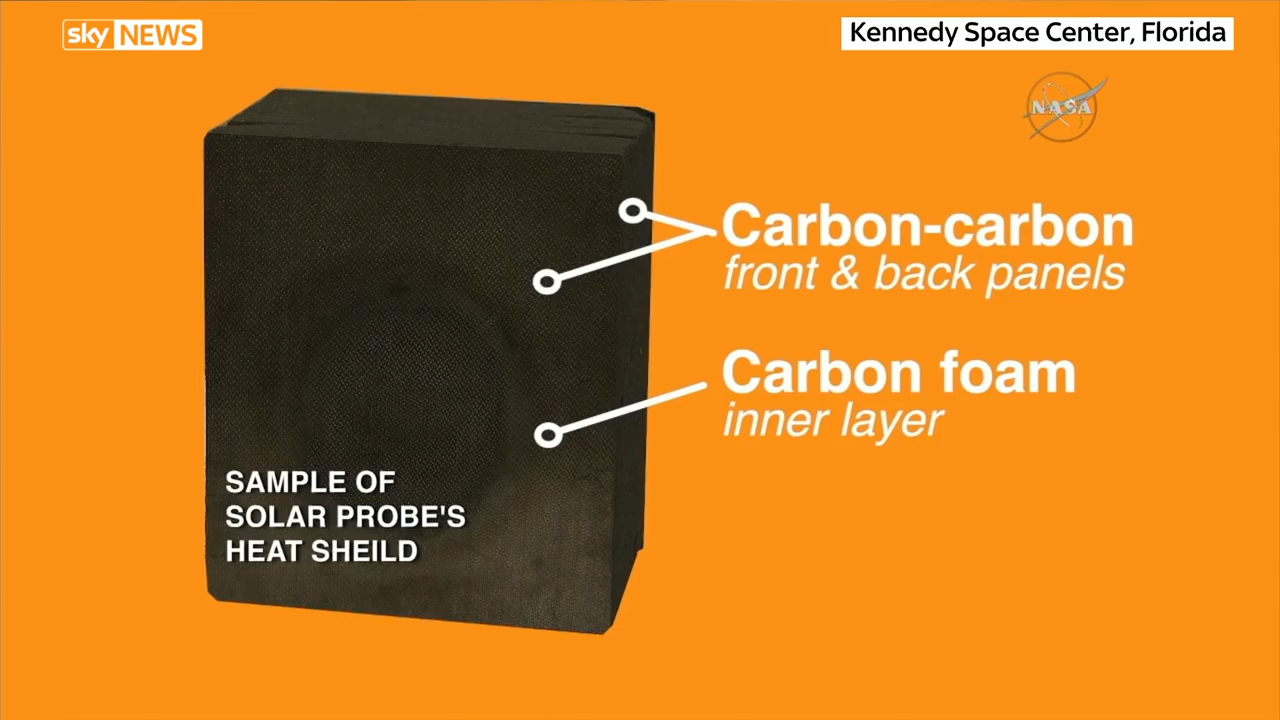 sky NEWS
Kennedy Space Center, Florida
NASA
Carbon-carbon
front & back panels
Carbon foam
inner layer
SAMPLE OF
SOLAR PROBE'S
HEAT SHEILD